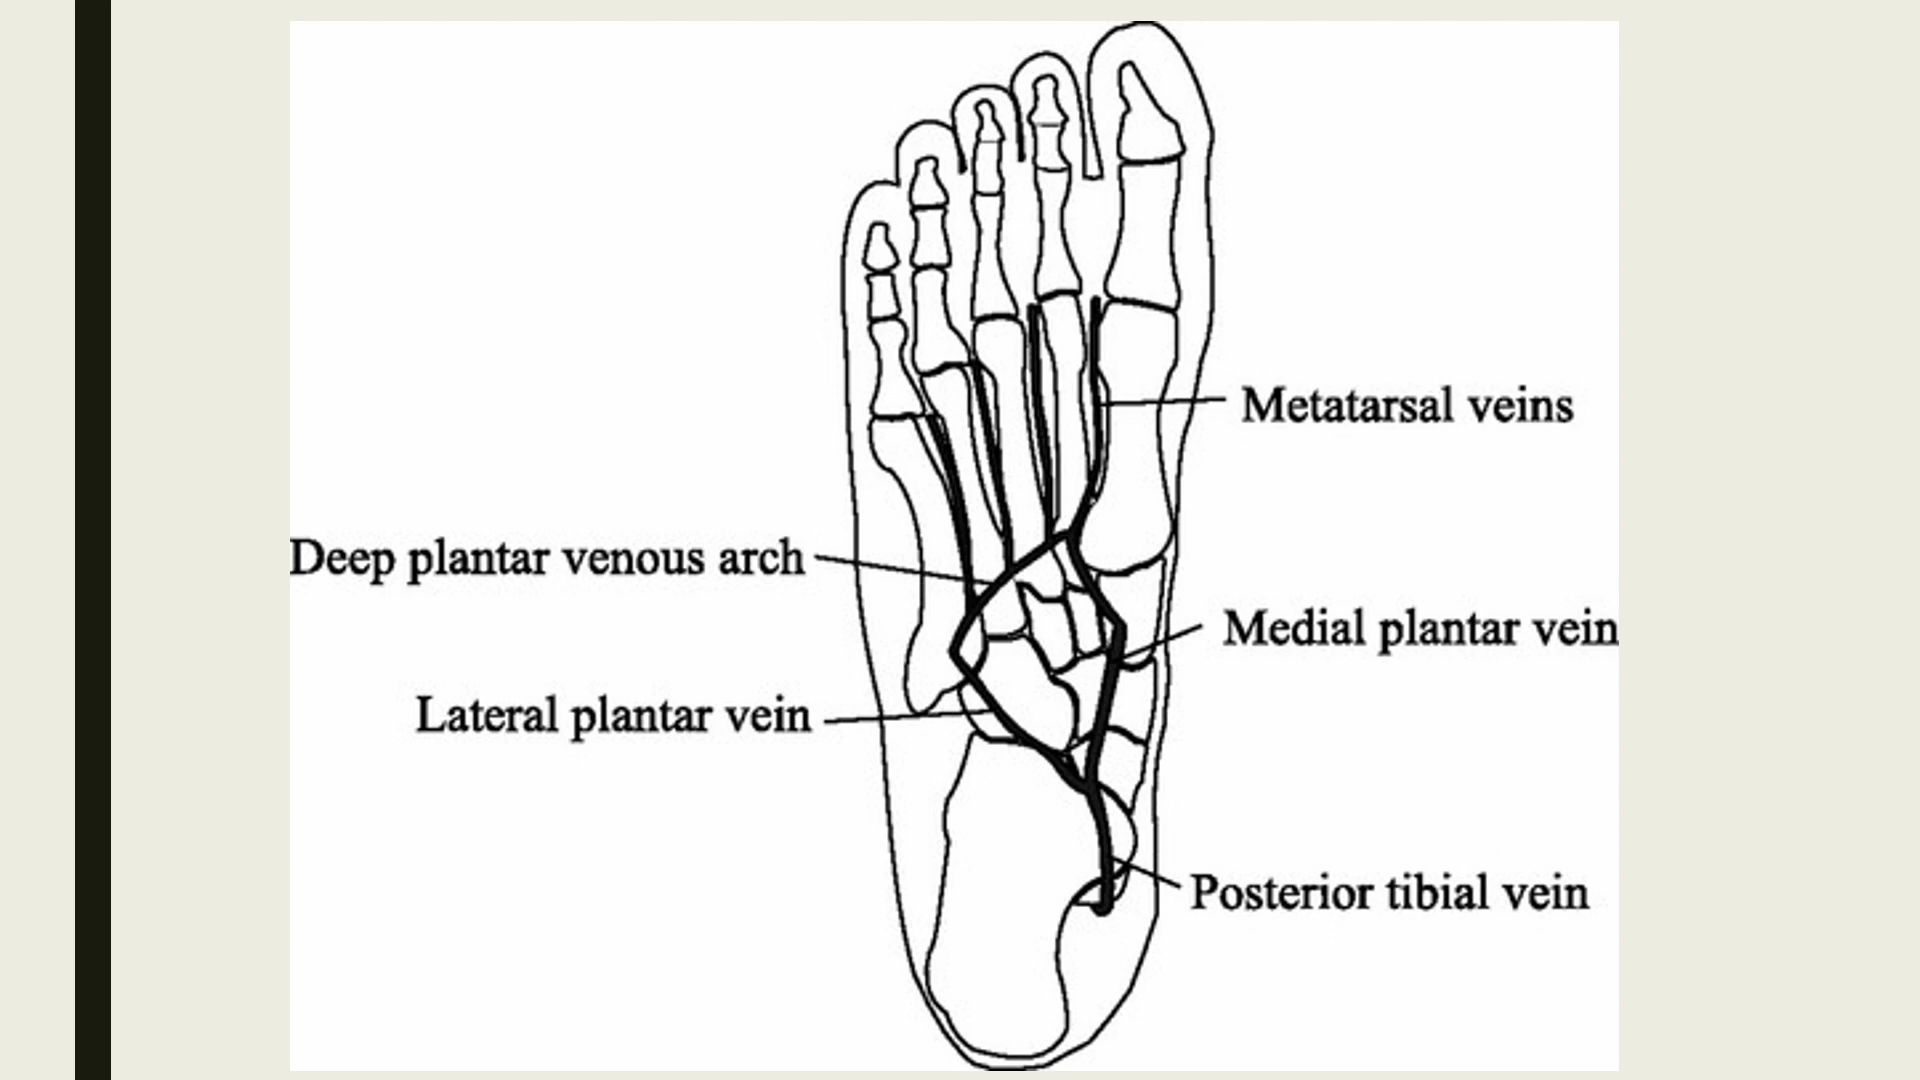 Metatarsal veins
Deep plantar venous arch
Medial plantar vein
Lateral plantar vein
Posterior tibial vein